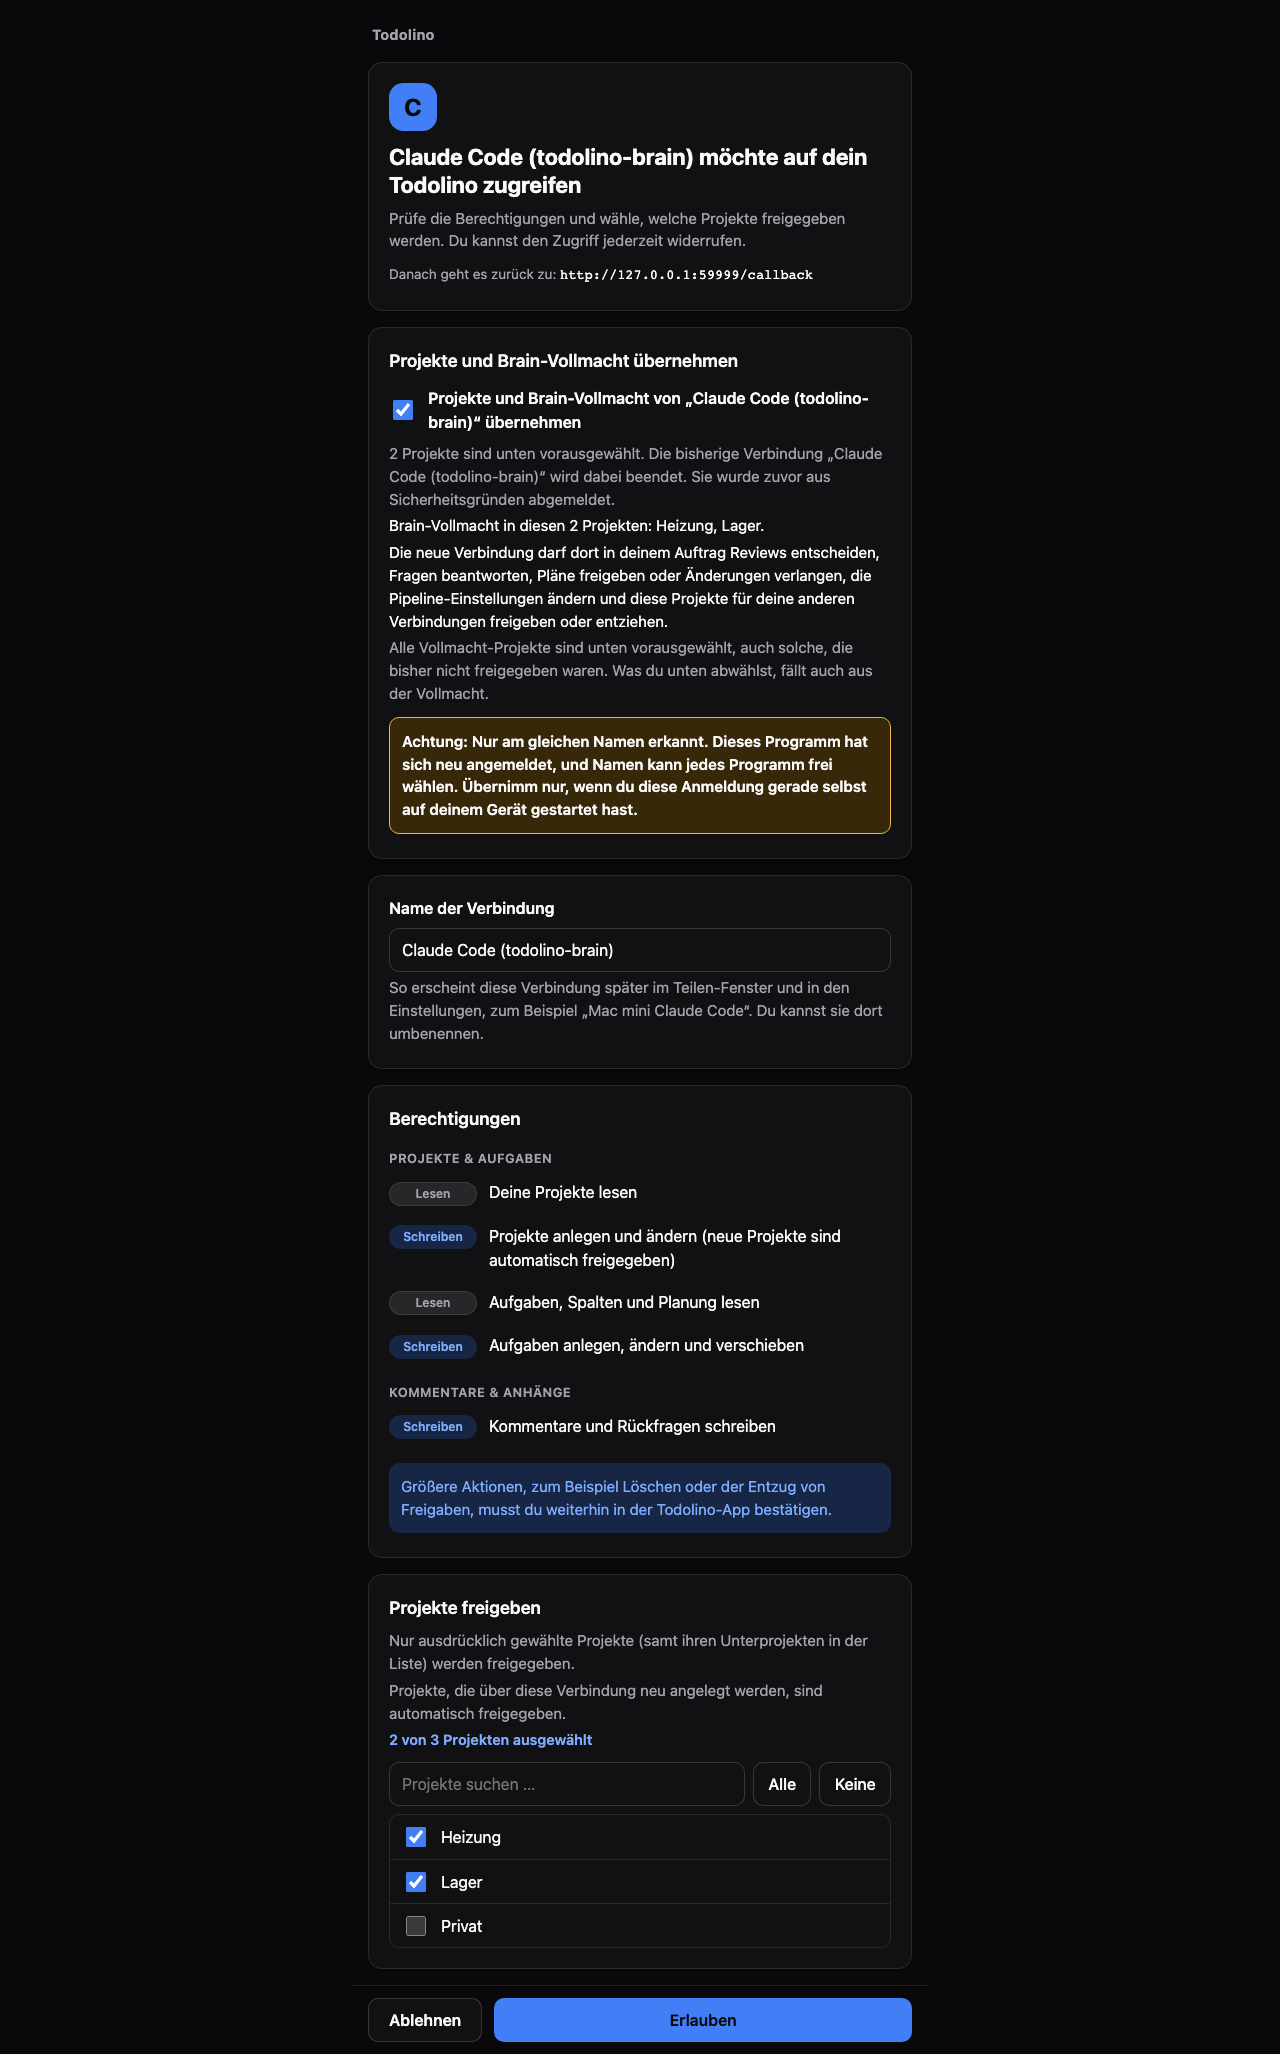 Todolino
C
Claude Code (todolino-brain) möchte auf dein
Todolino zugreifen
Prüfe die Berechtigungen und wähle, welche Projekte freigegeben
werden. Du kannst den Zugriff jederzeit widerrufen.
Danach geht es zurück zu: http://127.0.0.1:59999/callback
Projekte und Brain-Vollmacht übernehmen
Projekte und Brain-Vollmacht von „Claude Code (todolino-
brain)“ übernehmen
2 Projekte sind unten vorausgewählt. Die bisherige Verbindung „Claude
Code (todolino-brain)“ wird dabei beendet. Sie wurde zuvor aus
Sicherheitsgründen abgemeldet.
Brain-Vollmacht in diesen 2 Projekten: Heizung, Lager.
Die neue Verbindung darf dort in deinem Auftrag Reviews entscheiden,
Fragen beantworten, Pläne freigeben oder Änderungen verlangen, die
Pipeline-Einstellungen ändern und diese Projekte für deine anderen
Verbindungen freigeben oder entziehen.
Alle Vollmacht-Projekte sind unten vorausgewählt, auch solche, die
bisher nicht freigegeben waren. Was du unten abwählst, fällt auch aus
der Vollmacht.
Achtung: Nur am gleichen Namen erkannt. Dieses Programm hat
sich neu angemeldet, und Namen kann jedes Programm frei
wählen. Übernimm nur, wenn du diese Anmeldung gerade selbst
auf deinem Gerät gestartet hast.
Name der Verbindung
Claude Code (todolino-brain)
So erscheint diese Verbindung später im Teilen-Fenster und in den
Einstellungen, zum Beispiel „Mac mini Claude Code“. Du kannst sie dort
umbenennen.
Berechtigungen
PROJEKTE & AUFGABEN
Lesen Deine Projekte lesen
Schreiben Projekte anlegen und ändern (neue Projekte sind
automatisch freigegeben)
Lesen Aufgaben, Spalten und Planung lesen
Schreiben Aufgaben anlegen, ändern und verschieben
KOMMENTARE & ANHÄNGE
Schreiben Kommentare und Rückfragen schreiben
Größere Aktionen, zum Beispiel Löschen oder der Entzug von
Freigaben, musst du weiterhin in der Todolino-App bestätigen.
Projekte freigeben
Nur ausdrücklich gewählte Projekte (samt ihren Unterprojekten in der
Liste) werden freigegeben.
Projekte, die über diese Verbindung neu angelegt werden, sind
automatisch freigegeben.
2 von 3 Projekten ausgewählt
Projekte suchen … Alle Keine
Heizung
Lager
Privat
Ablehnen Erlauben